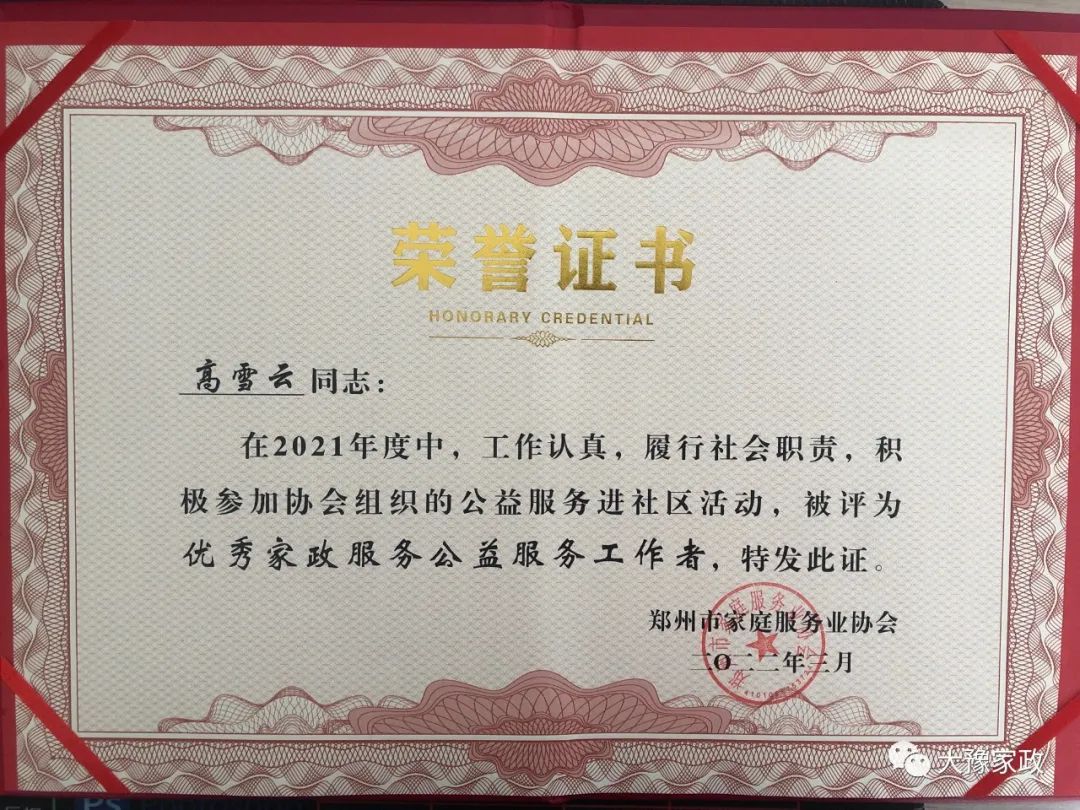 荣誉证书
HONORARY CREDENTIAL
高雪云同志:
在2021年度中,工作认真,履行社会职责,积
极参加协会组织的公益服务进社区活动,被评为
优秀家政服务公益服务工作者,特发此证。
郑州市家庭服务业协会
二〇二二年三月
大豫家政